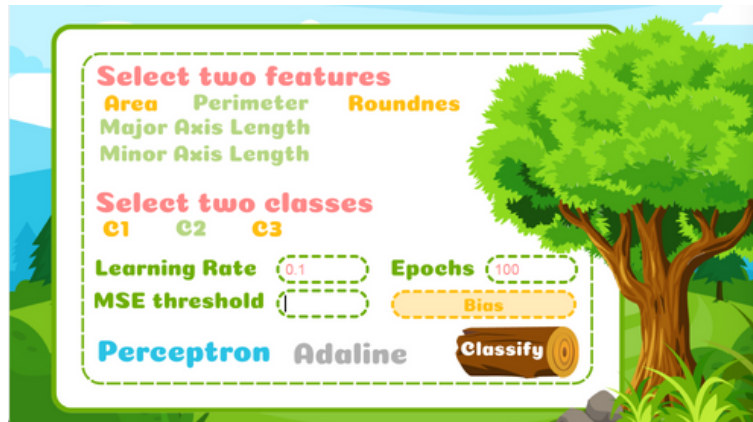 Select two features
Area Perimeter Roundnes
Major Axis Length
Minor Axis Length
Select two classes
C1 C2 C3
Learning Rate 0.1 Epochs 100
MSE threshold Bias
Perceptron Adaline Classify